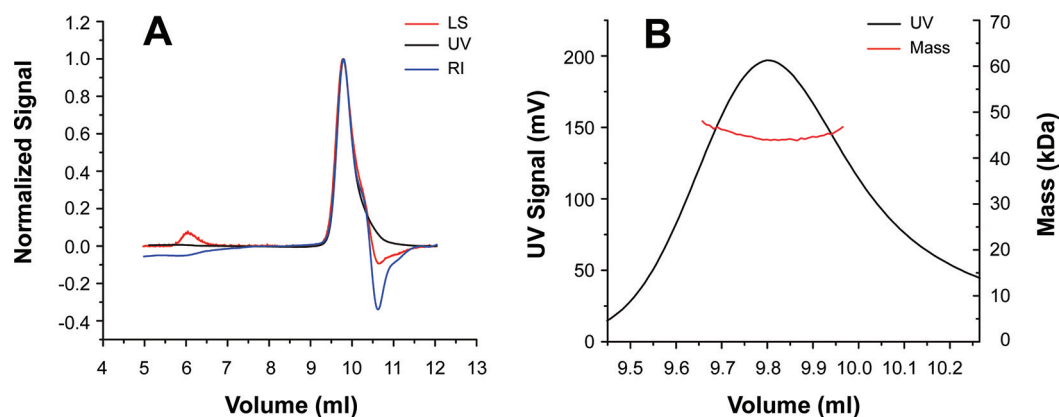 A
LS
UV
RI
Normalized Signal
1.2
1.0
0.8
0.6
0.4
0.2
0.0
-0.2
-0.4
4 5 6 7 8 9 10 11 12 13
Volume (ml)
B
UV
Mass
UV Signal (mV)
200
150
100
50
0
9.5 9.6 9.7 9.8 9.9 10.0 10.1 10.2
Volume (ml)
70
60
50
40
30
20
10
0
Mass (kDa)